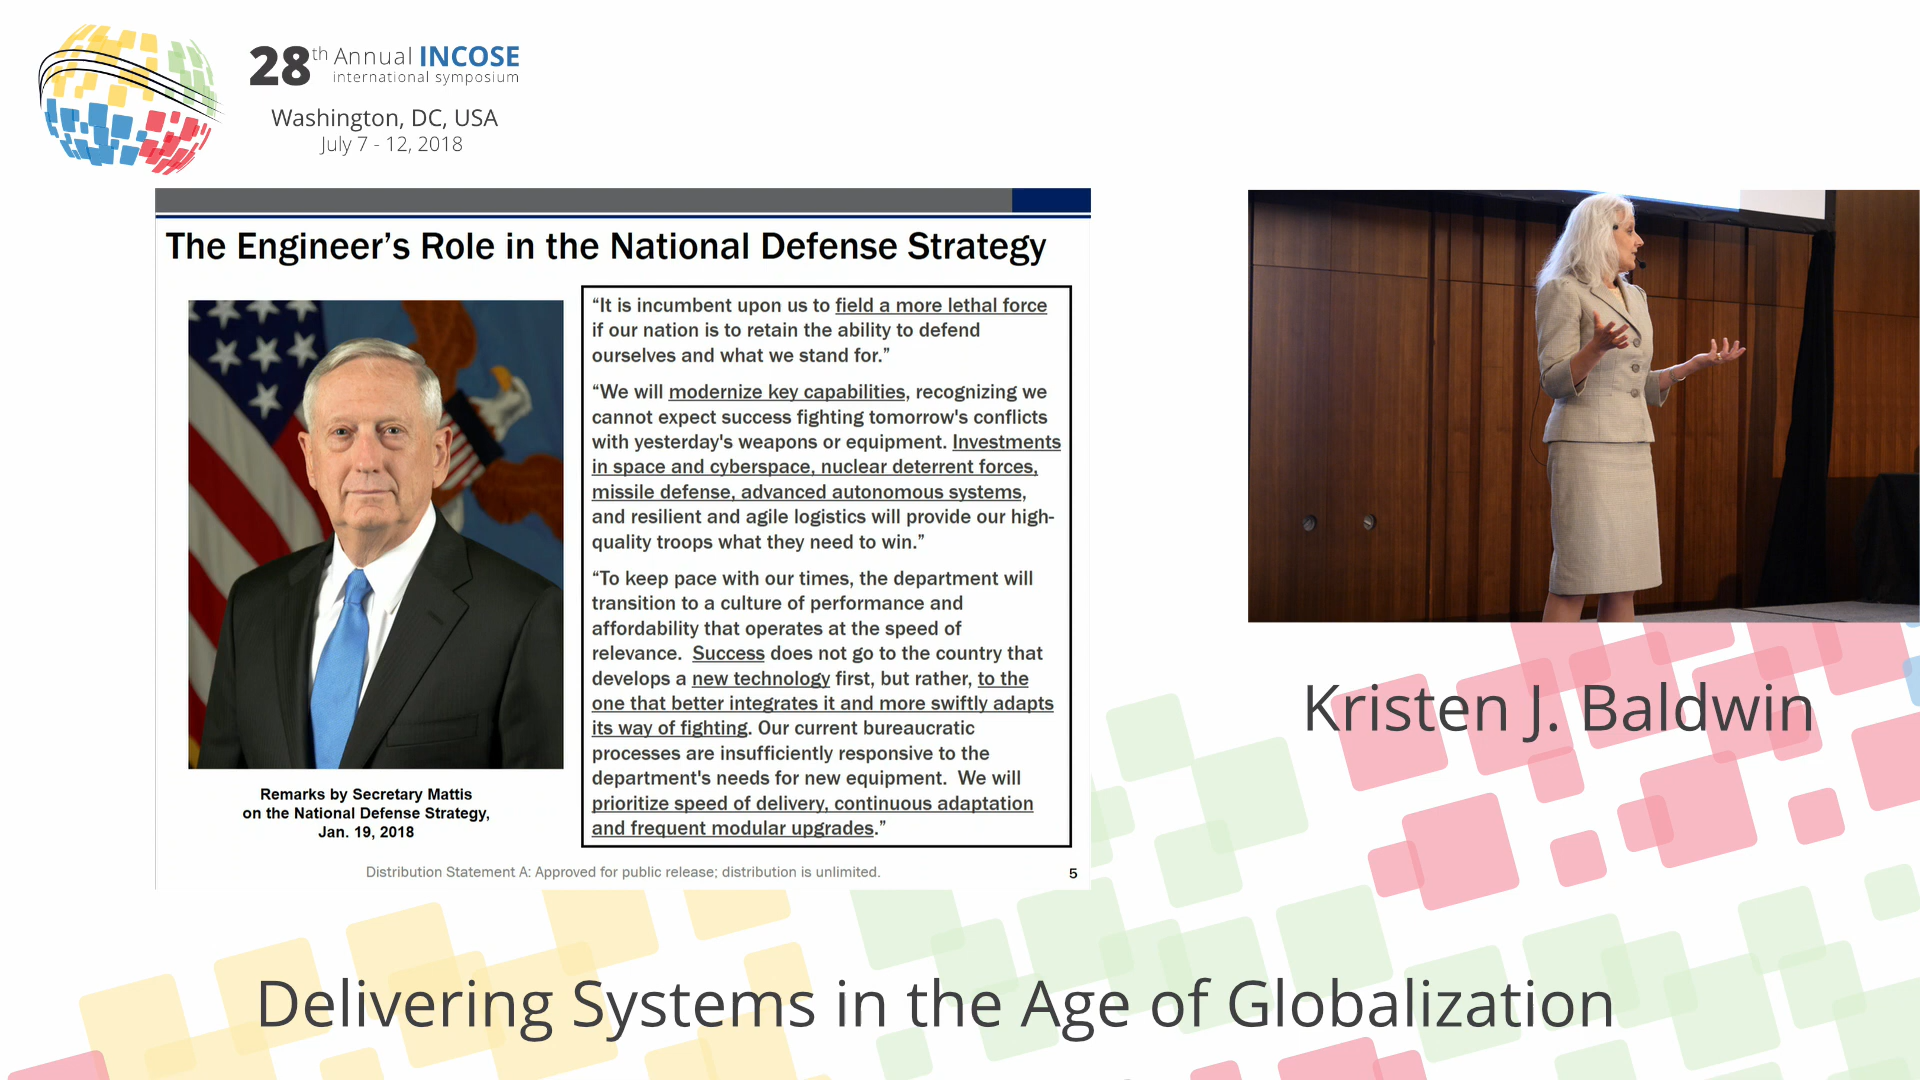 28th Annual INCOSE
international symposium
Washington, DC, USA
July 7 - 12, 2018
The Engineer’s Role in the National Defense Strategy
“It is incumbent upon us to field a more lethal force
if our nation is to retain the ability to defend
ourselves and what we stand for.”
“We will modernize key capabilities, recognizing we
cannot expect success fighting tomorrow's conflicts
with yesterday's weapons or equipment. Investments
in space and cyberspace, nuclear deterrent forces,
missile defense, advanced autonomous systems,
and resilient and agile logistics will provide our high-
quality troops what they need to win.”
“To keep pace with our times, the department will
transition to a culture of performance and
affordability that operates at the speed of
relevance. Success does not go to the country that
develops a new technology first, but rather, to the
one that better integrates it and more swiftly adapts
its way of fighting. Our current bureaucratic
processes are insufficiently responsive to the
department's needs for new equipment. We will
prioritize speed of delivery, continuous adaptation
and frequent modular upgrades.”
Remarks by Secretary Mattis
on the National Defense Strategy,
Jan. 19, 2018
Distribution Statement A: Approved for public release; distribution is unlimited.
5
Kristen J. Baldwin
Delivering Systems in the Age of Globalization